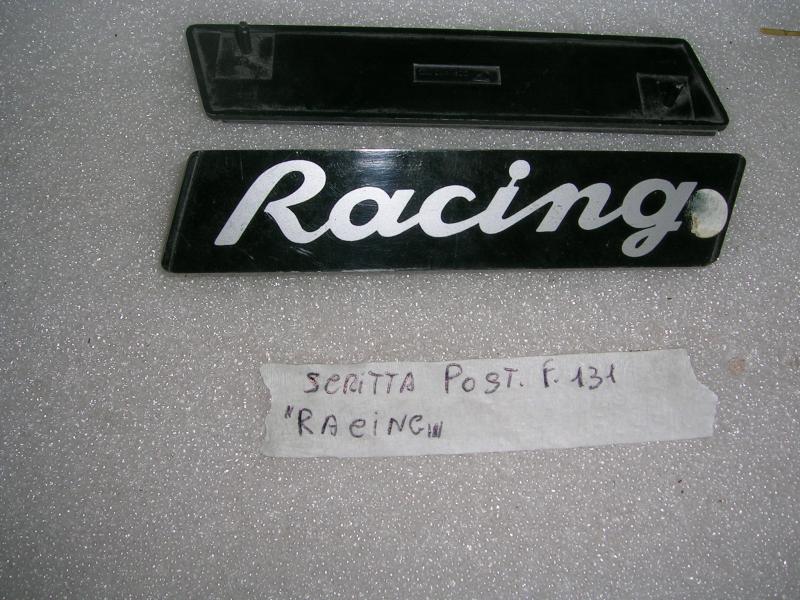 Racing
SCRITTA POST. F. 131
"RACING"